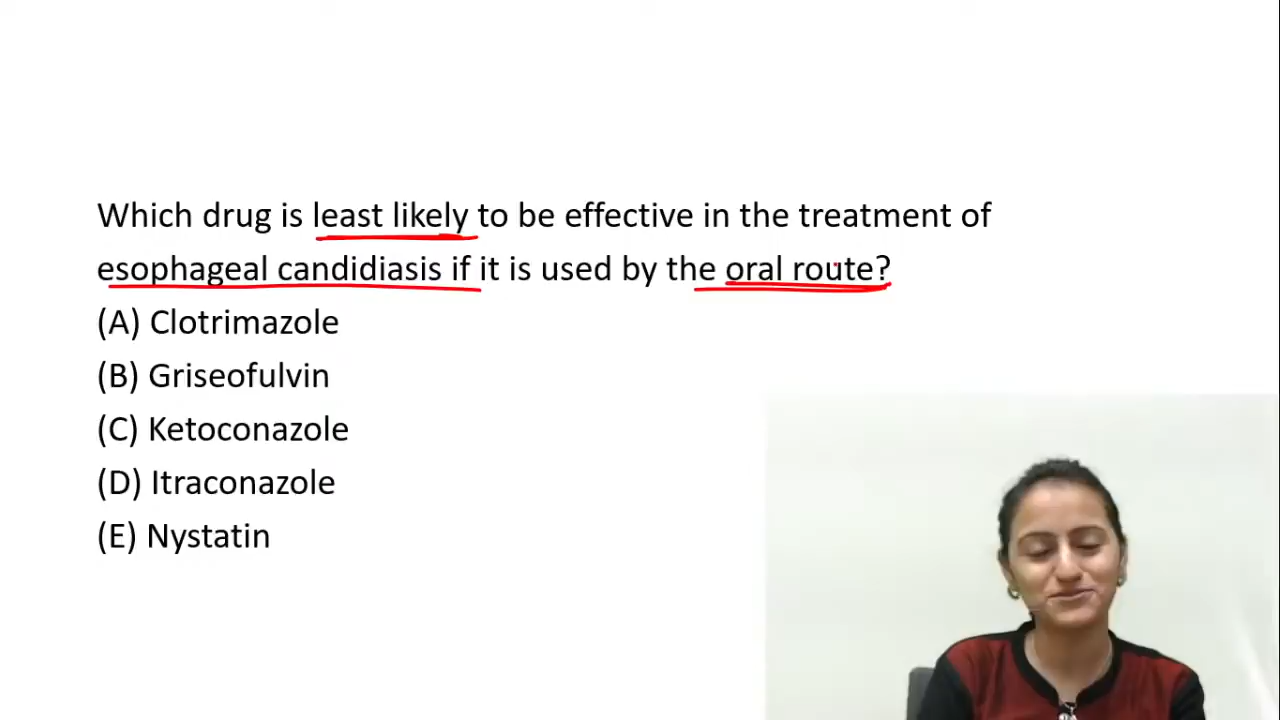 Which drug is least likely to be effective in the treatment of
esophageal candidiasis if it is used by the oral route?
(A) Clotrimazole
(B) Griseofulvin
(C) Ketoconazole
(D) Itraconazole
(E) Nystatin